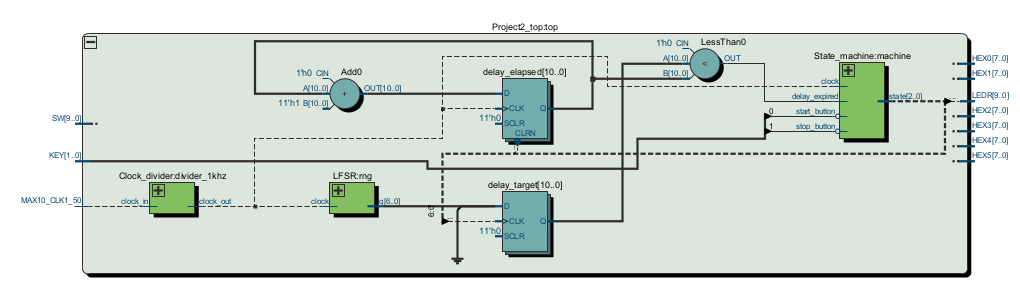 Project2_top:top
1'h0 CIN
Add0
A[10..0]
OUT[10..0]
11'h1 B[10..0]
delay_elapsed[10..0]
D
CLK
Q
11'h0
SCLR
CLRN
1'h0 CIN
LessThan0
A[10..0]
OUT
B[10..0]
<
+
State_machine:machine
clock
delay_expired
state[2..0]
0
start_button
1
stop_button
HEX0[7..0]
HEX1[7..0]
LEDR[9..0]
HEX2[7..0]
HEX3[7..0]
HEX4[7..0]
HEX5[7..0]
SW[9..0]
KEY[1..0]
MAX10_CLK1_50
Clock_divider:divider_1khz
clock_in
clock_out
LFSR:rng
clock
q[6..0]
6:0
delay_target[10..0]
D
CLK
Q
11'h0
SCLR